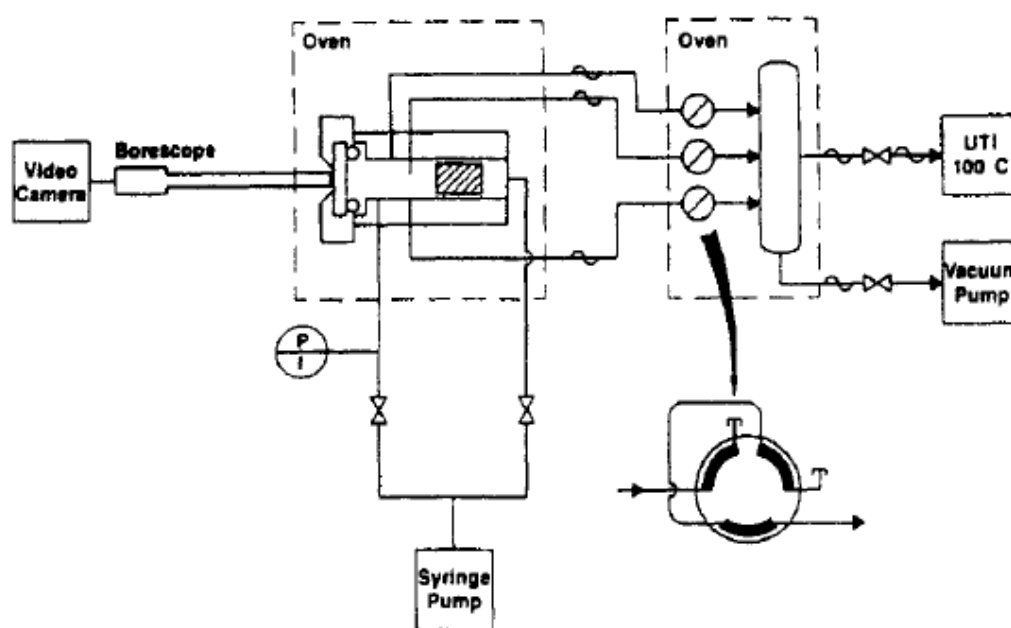 Oven
Oven
Borescope
Video
Camera
UTI
100 C
Vacuum
Pump
P
I
T
T
Syringe
Pump